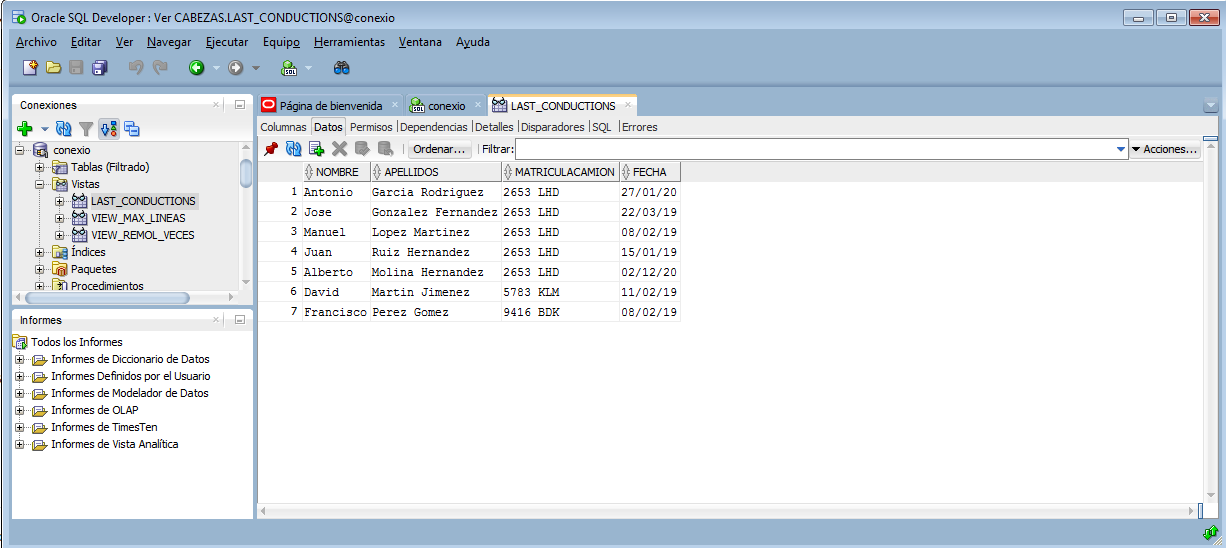 Oracle SQL Developer : Ver CABEZAS.LAST_CONDUCTIONS@conexio
Archivo Editar Ver Navegar Ejecutar Equipo Herramientas Ventana Ayuda
Conexiones
conexio
Tablas (Filtrado)
Vistas
LAST_CONDUCTIONS
VIEW_MAX_LINEAS
VIEW_REMOL_VECES
Índices
Paquetes
Procedimientos
Informes
Todos los Informes
Informes de Diccionario de Datos
Informes Definidos por el Usuario
Informes de Modelador de Datos
Informes de OLAP
Informes de TimesTen
Informes de Vista Analítica
Página de bienvenida conexio LAST_CONDUCTIONS
Columnas Datos Permisos Dependencias Detalles Disparadores SQL Errores
Ordenar... Filtrar: Acciones...
NOMBRE APELLIDOS MATRICULACAMION FECHA
1 Antonio Garcia Rodriguez 2653 LHD 27/01/20
2 Jose Gonzalez Fernandez 2653 LHD 22/03/19
3 Manuel Lopez Martinez 2653 LHD 08/02/19
4 Juan Ruiz Hernandez 2653 LHD 15/01/19
5 Alberto Molina Hernandez 2653 LHD 02/12/20
6 David Martin Jimenez 5783 KLM 11/02/19
7 Francisco Perez Gomez 9416 BDK 08/02/19